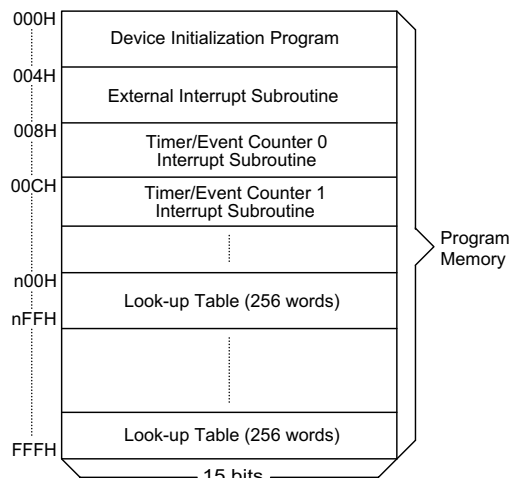 000H
Device Initialization Program
004H
External Interrupt Subroutine
008H
Timer/Event Counter 0
Interrupt Subroutine
00CH
Timer/Event Counter 1
Interrupt Subroutine
Program
Memory
n00H
Look-up Table (256 words)
nFFH
Look-up Table (256 words)
FFFH
15 bits